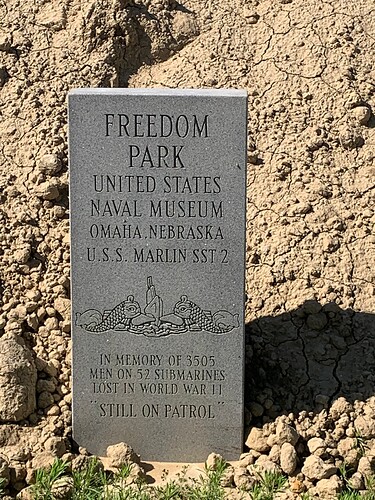 FREEDOM
PARK
UNITED STATES
NAVAL MUSEUM
OMAHA, NEBRASKA
U.S.S. MARLIN SST 2
IN MEMORY OF 3505
MEN ON 52 SUBMARINES
LOST IN WORLD WAR II
"STILL ON PATROL"